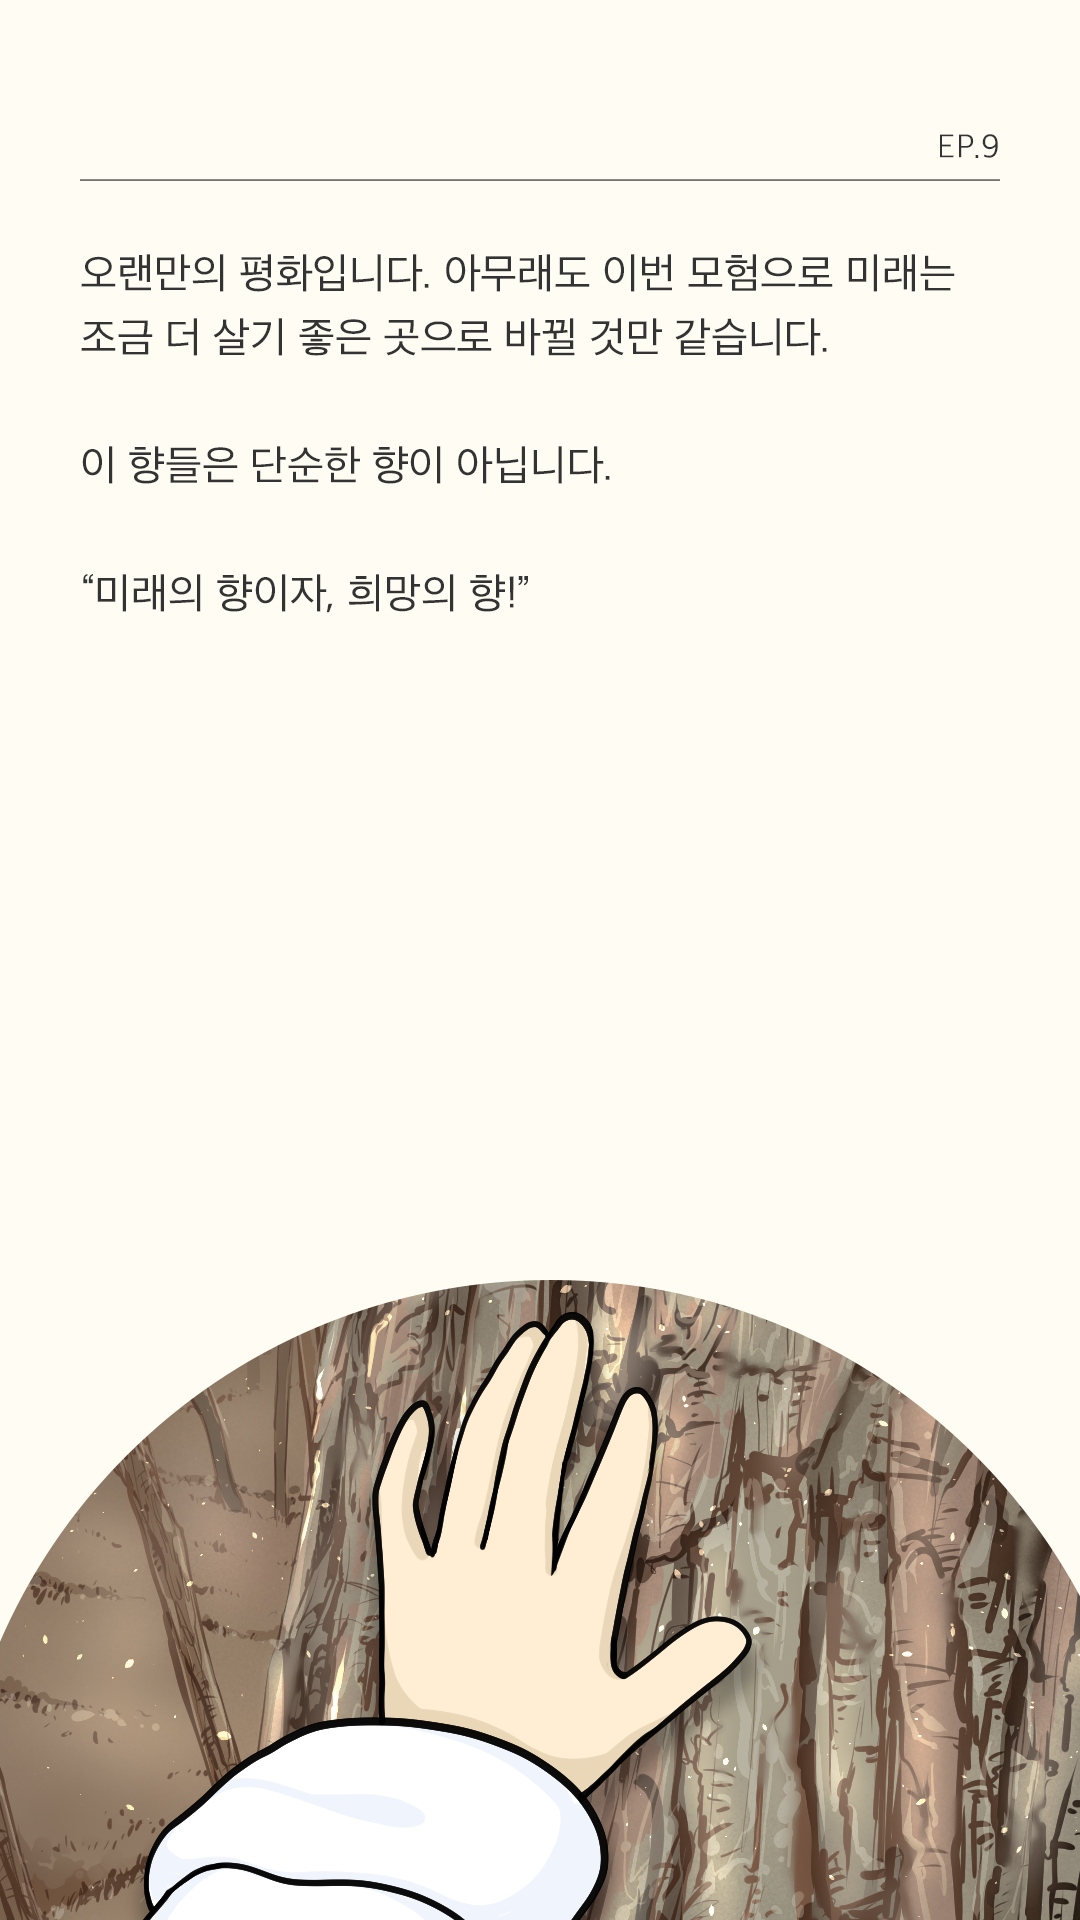 EP.9
오랜만의 평화입니다. 아무래도 이번 모험으로 미래는
조금 더 살기 좋은 곳으로 바뀔 것만 같습니다.
이 향들은 단순한 향이 아닙니다.
“미래의 향이자, 희망의 향!”